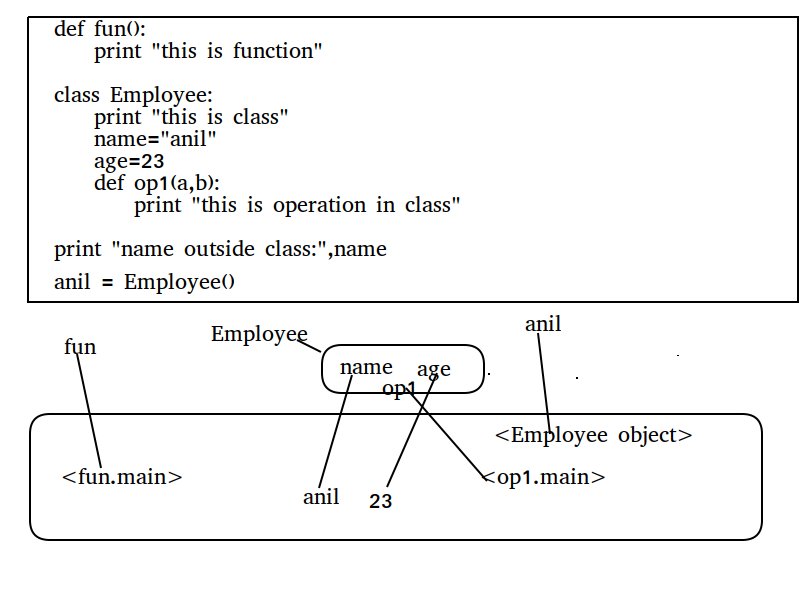 def fun():
print "this is function"
class Employee:
print "this is class"
name="anil"
age=23
def op1(a,b):
print "this is operation in class"
print "name outside class:",name
anil = Employee()
fun
Employee
anil
name age
op1
<Employee object>
<fun.main>
<op1.main>
anil
23